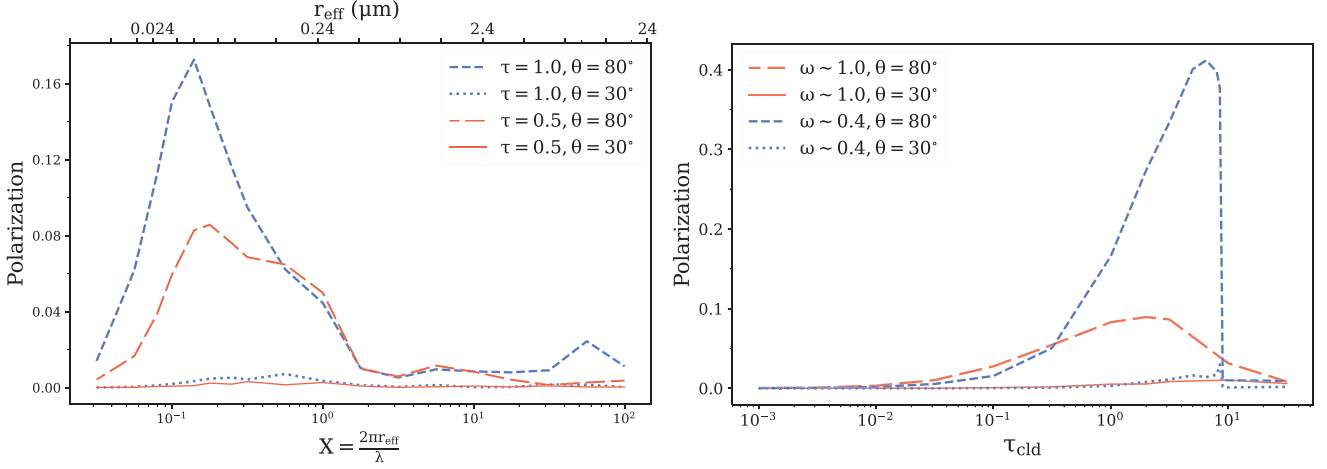 r_eff (μm)
0.024 0.24 2.4 24
0.16
0.12
0.08
0.04
0.00
Polarization
τ = 1.0, θ = 80°
τ = 1.0, θ = 30°
τ = 0.5, θ = 80°
τ = 0.5, θ = 30°
10⁻¹ 10⁰ 10¹ 10²
X = 2πr_eff/λ
0.4
0.3
0.2
0.1
0.0
Polarization
ω ∼ 1.0, θ = 80°
ω ∼ 1.0, θ = 30°
ω ∼ 0.4, θ = 80°
ω ∼ 0.4, θ = 30°
10⁻³ 10⁻² 10⁻¹ 10⁰ 10¹
τ_cld